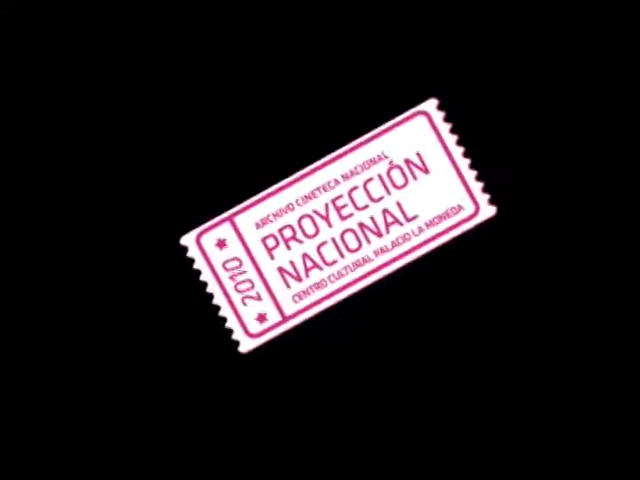 ARCHIVO CINETECA NACIONAL
PROYECCIÓN
NACIONAL
CENTRO CULTURAL PALACIO LA MONEDA
2010